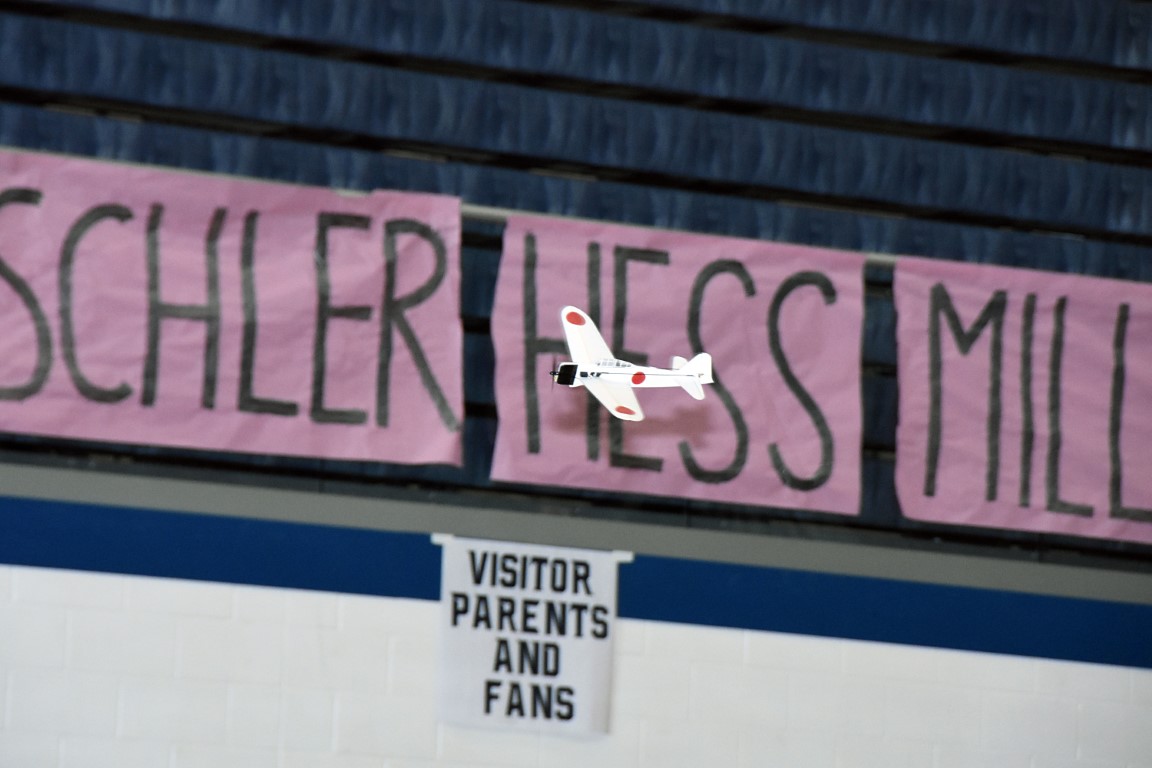 SCHLER
HESS
MILL
VISITOR
PARENTS
AND
FANS